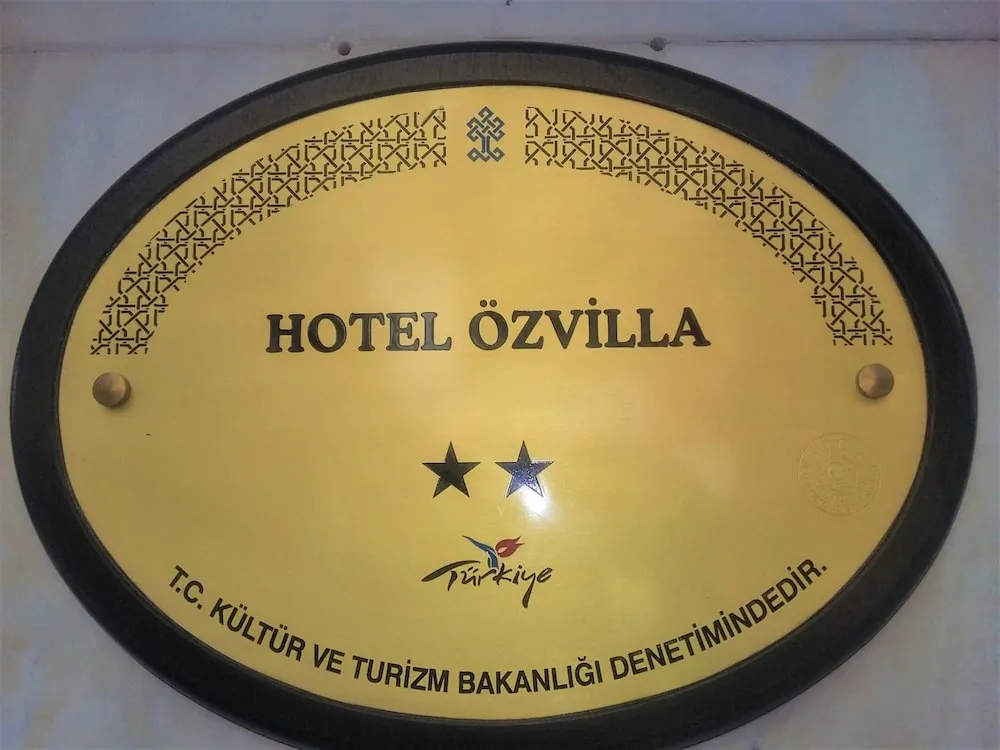 HOTEL ÖZVİLLA
Türkiye
T.C. KÜLTÜR VE TURİZM BAKANLIĞI DENETİMİNDEDİR.